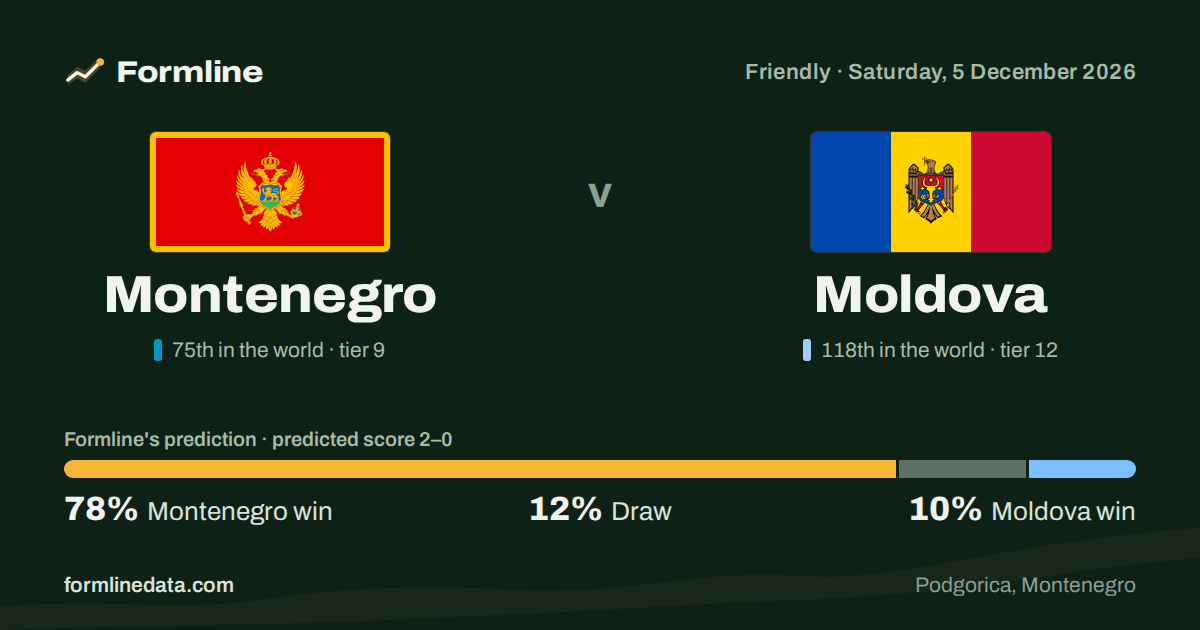 Formline
Friendly · Saturday, 5 December 2026
V
Montenegro
Moldova
75th in the world · tier 9
118th in the world · tier 12
Formline's prediction · predicted score 2–0
78% Montenegro win
12% Draw
10% Moldova win
formlinedata.com
Podgorica, Montenegro